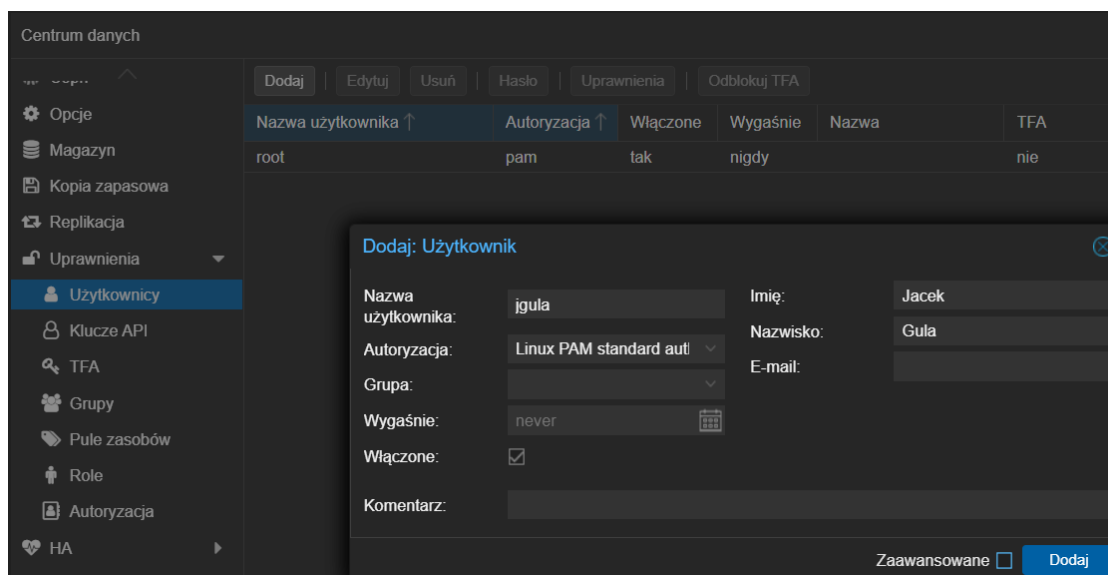 Centrum danych
Opcje
Magazyn
Kopia zapasowa
Replikacja
Uprawnienia
Użytkownicy
Klucze API
TFA
Grupy
Pule zasobów
Role
Autoryzacja
HA
Dodaj Edytuj Usuń Hasło Uprawnienia Odblokuj TFA
Nazwa użytkownika Autoryzacja Włączone Wygaśnie Nazwa TFA
root pam tak nigdy nie
Dodaj: Użytkownik
Nazwa użytkownika: jgula
Autoryzacja: Linux PAM standard
Grupa:
Wygaśnie: never
Włączone:
Imię: Jacek
Nazwisko: Gula
E-mail:
Komentarz:
Zaawansowane Dodaj